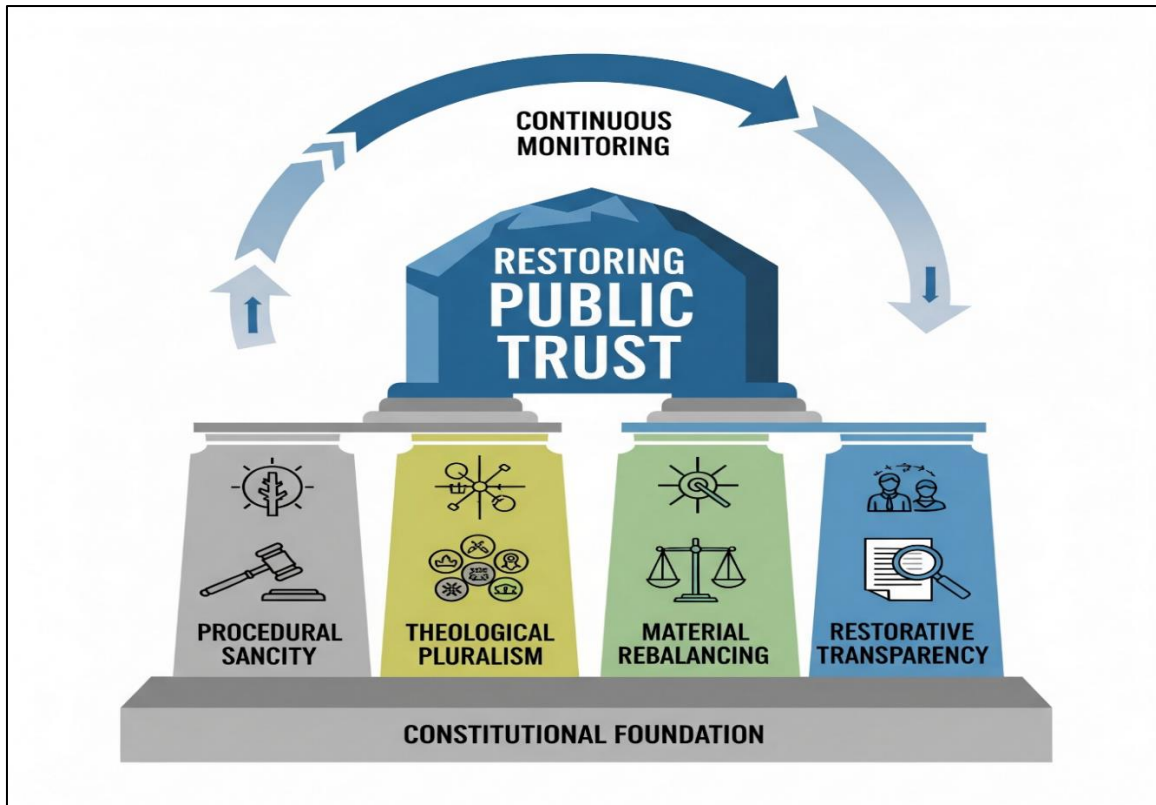 CONTINUOUS
MONITORING
RESTORING
PUBLIC
TRUST
PROCEDURAL
SANCITY
THEOLOGICAL
PLURALISM
MATERIAL
REBALANCING
RESTORATIVE
TRANSPARENCY
CONSTITUTIONAL FOUNDATION